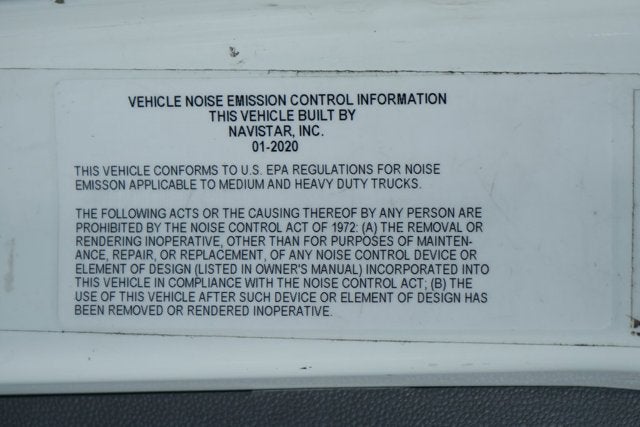 VEHICLE NOISE EMISSION CONTROL INFORMATION
THIS VEHICLE BUILT BY
NAVISTAR, INC.
01-2020
THIS VEHICLE CONFORMS TO U.S. EPA REGULATIONS FOR NOISE
EMISSON APPLICABLE TO MEDIUM AND HEAVY DUTY TRUCKS.
THE FOLLOWING ACTS OR THE CAUSING THEREOF BY ANY PERSON ARE
PROHIBITED BY THE NOISE CONTROL ACT OF 1972: (A) THE REMOVAL OR
RENDERING INOPERATIVE, OTHER THAN FOR PURPOSES OF MAINTEN-
ANCE, REPAIR, OR REPLACEMENT, OF ANY NOISE CONTROL DEVICE OR
ELEMENT OF DESIGN (LISTED IN OWNER'S MANUAL) INCORPORATED INTO
THIS VEHICLE IN COMPLIANCE WITH THE NOISE CONTROL ACT; (B) THE
USE OF THIS VEHICLE AFTER SUCH DEVICE OR ELEMENT OF DESIGN HAS
BEEN REMOVED OR RENDERED INOPERATIVE.